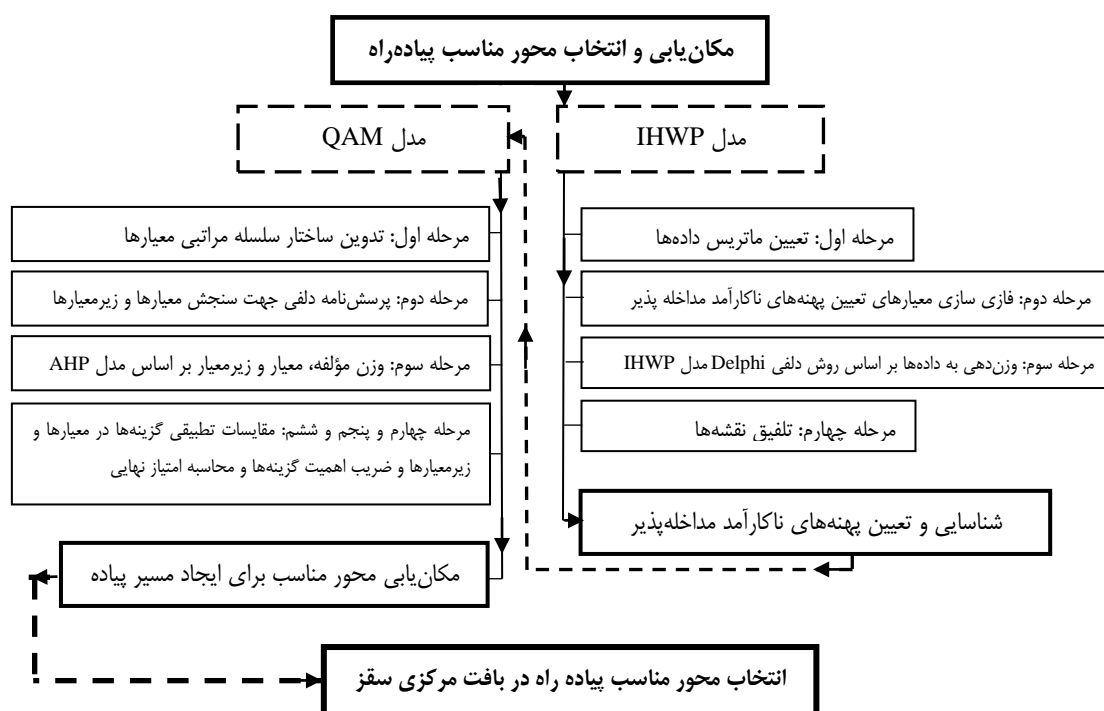 مکان‌یابی و انتخاب محور مناسب پیاده‌راه
مدل IHWP
مدل QAM
مرحله اول: تعیین ماتریس داده‌ها
مرحله دوم: فازی سازی معیارهای تعیین پهنه‌های ناکارآمد مداخله پذیر
مرحله سوم: وزن‌دهی به داده‌ها بر اساس روش دلفی Delphi مدل IHWP
مرحله چهارم: تلفیق نقشه‌ها
شناسایی و تعیین پهنه‌های ناکارآمد مداخله‌پذیر
مرحله اول: تدوین ساختار سلسله مراتبی معیارها
مرحله دوم: پرسش‌نامه دلفی جهت سنجش معیارها و زیرمعیارها
مرحله سوم: وزن مؤلفه، معیار و زیرمعیار بر اساس مدل AHP
مرحله چهارم و پنجم و ششم: مقایسات تطبیقی گزینه‌ها در معیارها و
زیرمعیارها و ضریب اهمیت گزینه‌ها و محاسبه امتیاز نهایی
مکان‌یابی محور مناسب برای ایجاد مسیر پیاده
انتخاب محور مناسب پیاده راه در بافت مرکزی سقز